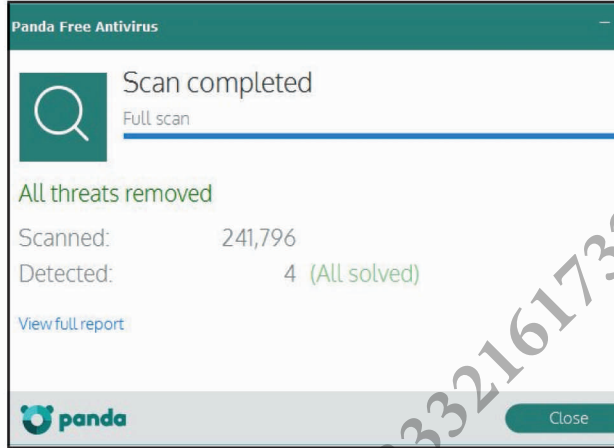 Panda Free Antivirus
Scan completed
Full scan
All threats removed
Scanned: 241,796
Detected: 4 (All solved)
View full report
panda
Close